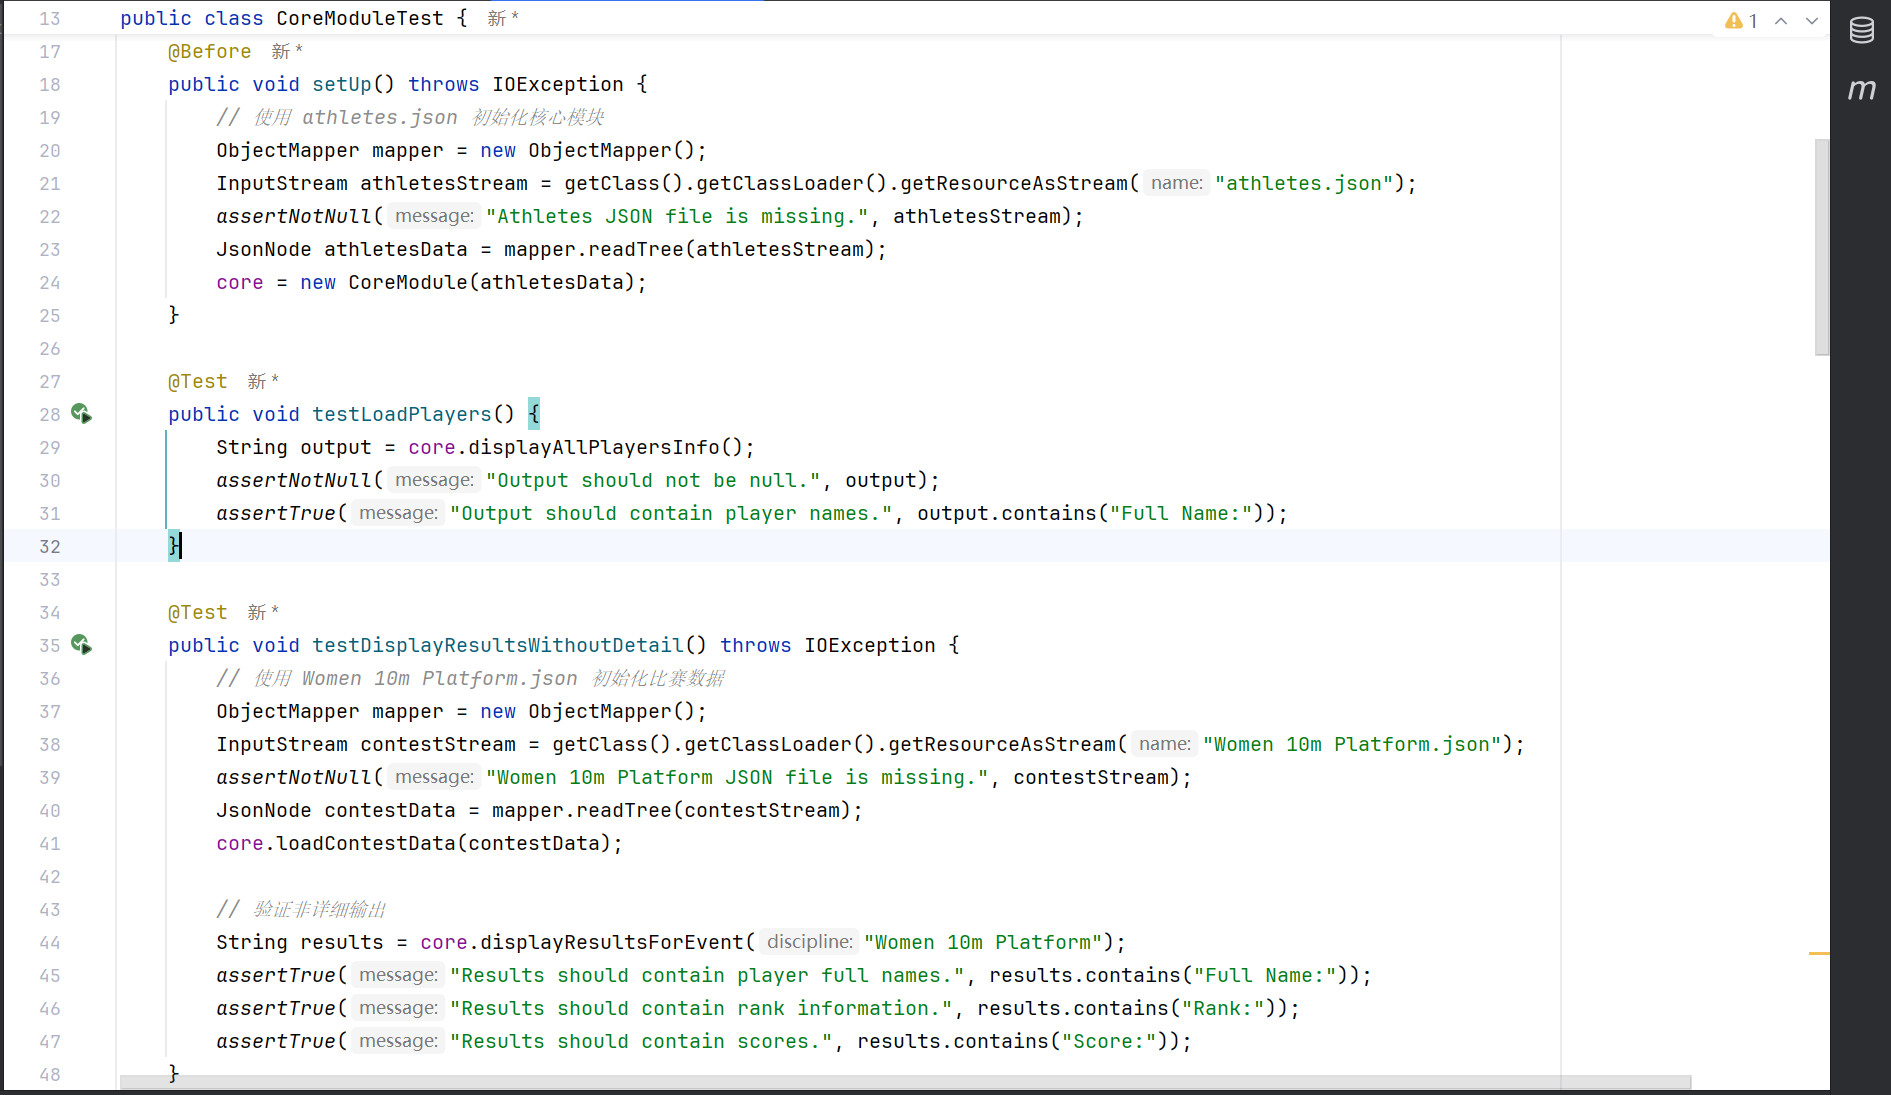 13 public class CoreModuleTest { 新* 1
17 @Before 新*
18 public void setUp() throws IOException {
19 // 使用 athletes.json 初始化核心模块
20 ObjectMapper mapper = new ObjectMapper();
21 InputStream athletesStream = getClass().getClassLoader().getResourceAsStream( name: "athletes.json");
22 assertNotNull( message: "Athletes JSON file is missing.", athletesStream);
23 JsonNode athletesData = mapper.readTree(athletesStream);
24 core = new CoreModule(athletesData);
25 }
26
27 @Test 新*
28 public void testLoadPlayers() {
29 String output = core.displayAllPlayersInfo();
30 assertNotNull( message: "Output should not be null.", output);
31 assertTrue( message: "Output should contain player names.", output.contains("Full Name:"));
32 }
33
34 @Test 新*
35 public void testDisplayResultsWithoutDetail() throws IOException {
36 // 使用 Women 10m Platform.json 初始化比赛数据
37 ObjectMapper mapper = new ObjectMapper();
38 InputStream contestStream = getClass().getClassLoader().getResourceAsStream( name: "Women 10m Platform.json");
39 assertNotNull( message: "Women 10m Platform JSON file is missing.", contestStream);
40 JsonNode contestData = mapper.readTree(contestStream);
41 core.loadContestData(contestData);
42
43 // 验证非详细输出
44 String results = core.displayResultsForEvent( discipline: "Women 10m Platform");
45 assertTrue( message: "Results should contain player full names.", results.contains("Full Name:"));
46 assertTrue( message: "Results should contain rank information.", results.contains("Rank:"));
47 assertTrue( message: "Results should contain scores.", results.contains("Score:"));
48 }
m